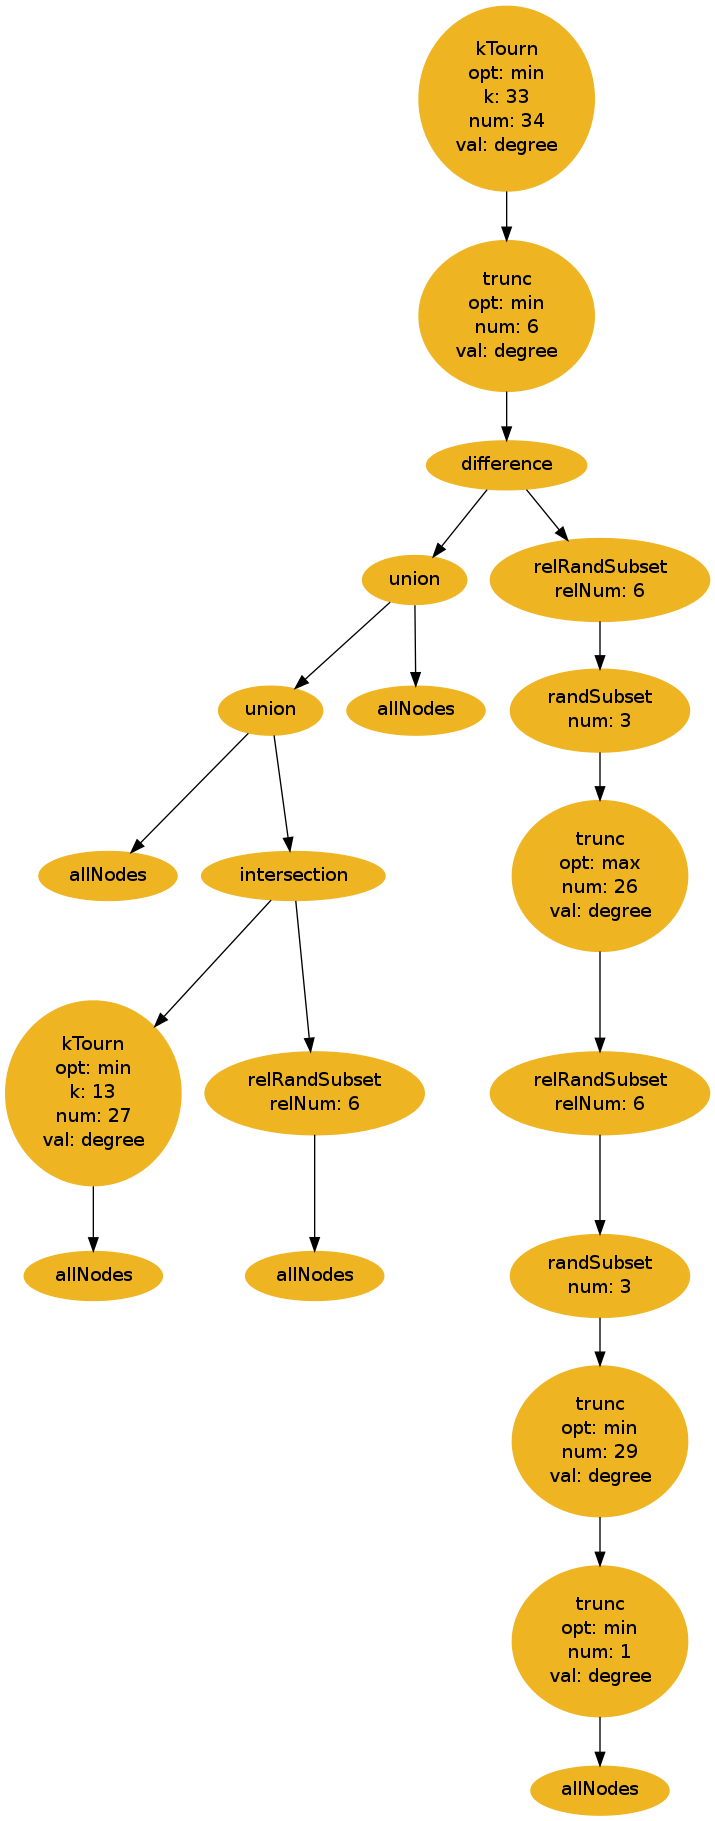 kTourn
opt: min
k: 33
num: 34
val: degree
trunc
opt: min
num: 6
val: degree
difference
union
relRandSubset
relNum: 6
union
allNodes
randSubset
num: 3
allNodes
intersection
trunc
opt: max
num: 26
val: degree
kTourn
opt: min
k: 13
num: 27
val: degree
relRandSubset
relNum: 6
relRandSubset
relNum: 6
allNodes
allNodes
randSubset
num: 3
trunc
opt: min
num: 29
val: degree
trunc
opt: min
num: 1
val: degree
allNodes